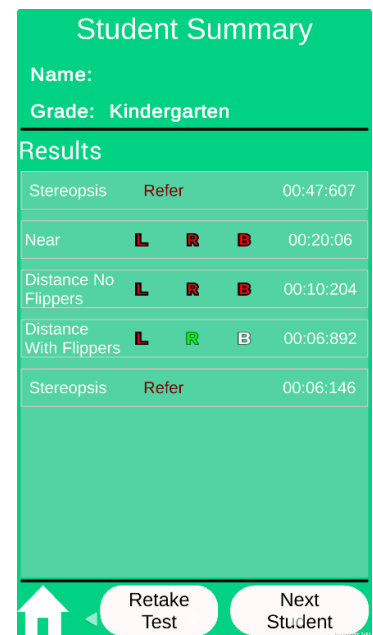 Student Summary
Name:
Grade: Kindergarten
Results
Stereopsis Refer 00:47:607
Near L R B 00:20:06
Distance No
Flippers L R B 00:10:204
Distance
With Flippers L R B 00:06:892
Stereopsis Refer 00:06:146
Retake
Test
Next
Student